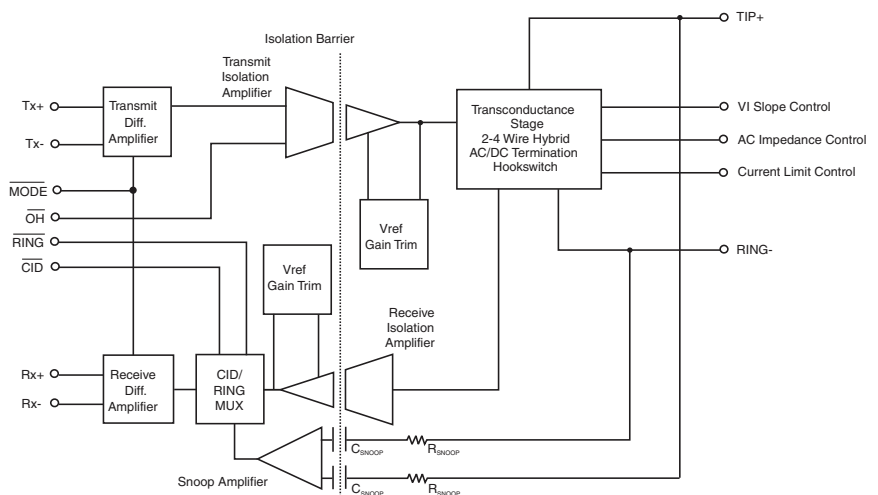 TIP+
Isolation Barrier
Transmit
Isolation
Amplifier
Tx+
Transmit
Diff.
Amplifier
Tx-
Transconductance
Stage
2-4 Wire Hybrid
AC/DC Termination
Hookswitch
VI Slope Control
AC Impedance Control
Current Limit Control
MODE
OH
RING
CID
Vref
Gain Trim
Vref
Gain Trim
RING-
Receive
Isolation
Amplifier
Rx+
Receive
Diff.
Amplifier
Rx-
CID/
RING
MUX
CSNOOP
RSNOOP
Snoop Amplifier
CSNOOP
RSNOOP